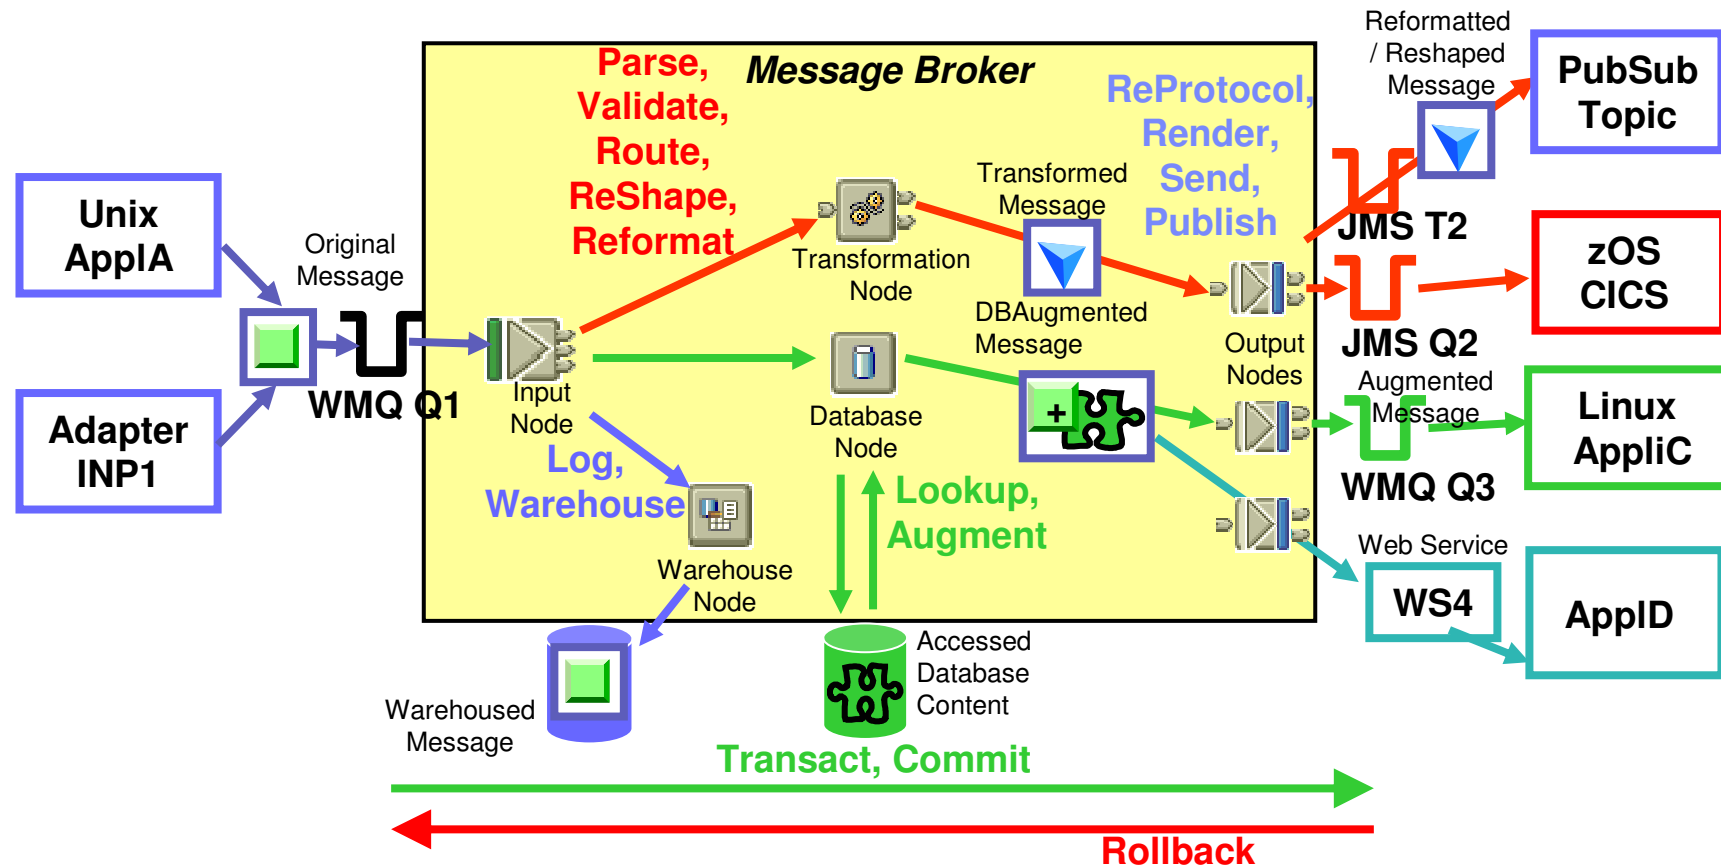 Message Broker
Parse,
Validate,
Route,
ReShape,
Reformat
ReProtocol,
Render,
Send,
Publish
Reformatted
/ Reshaped
Message
PubSub
Topic
Unix
ApplA
Original
Message
Adapter
INP1
WMQ Q1
Input
Node
Transformation
Node
Transformed
Message
DBAugmented
Message
Database
Node
Output
Nodes
JMS T2
zOS
CICS
JMS Q2
Augmented
Message
Linux
AppliC
WMQ Q3
Log,
Warehouse
Lookup,
Augment
+
Warehouse
Node
Web Service
WS4
ApplD
Warehoused
Message
Accessed
Database
Content
Transact, Commit
Rollback